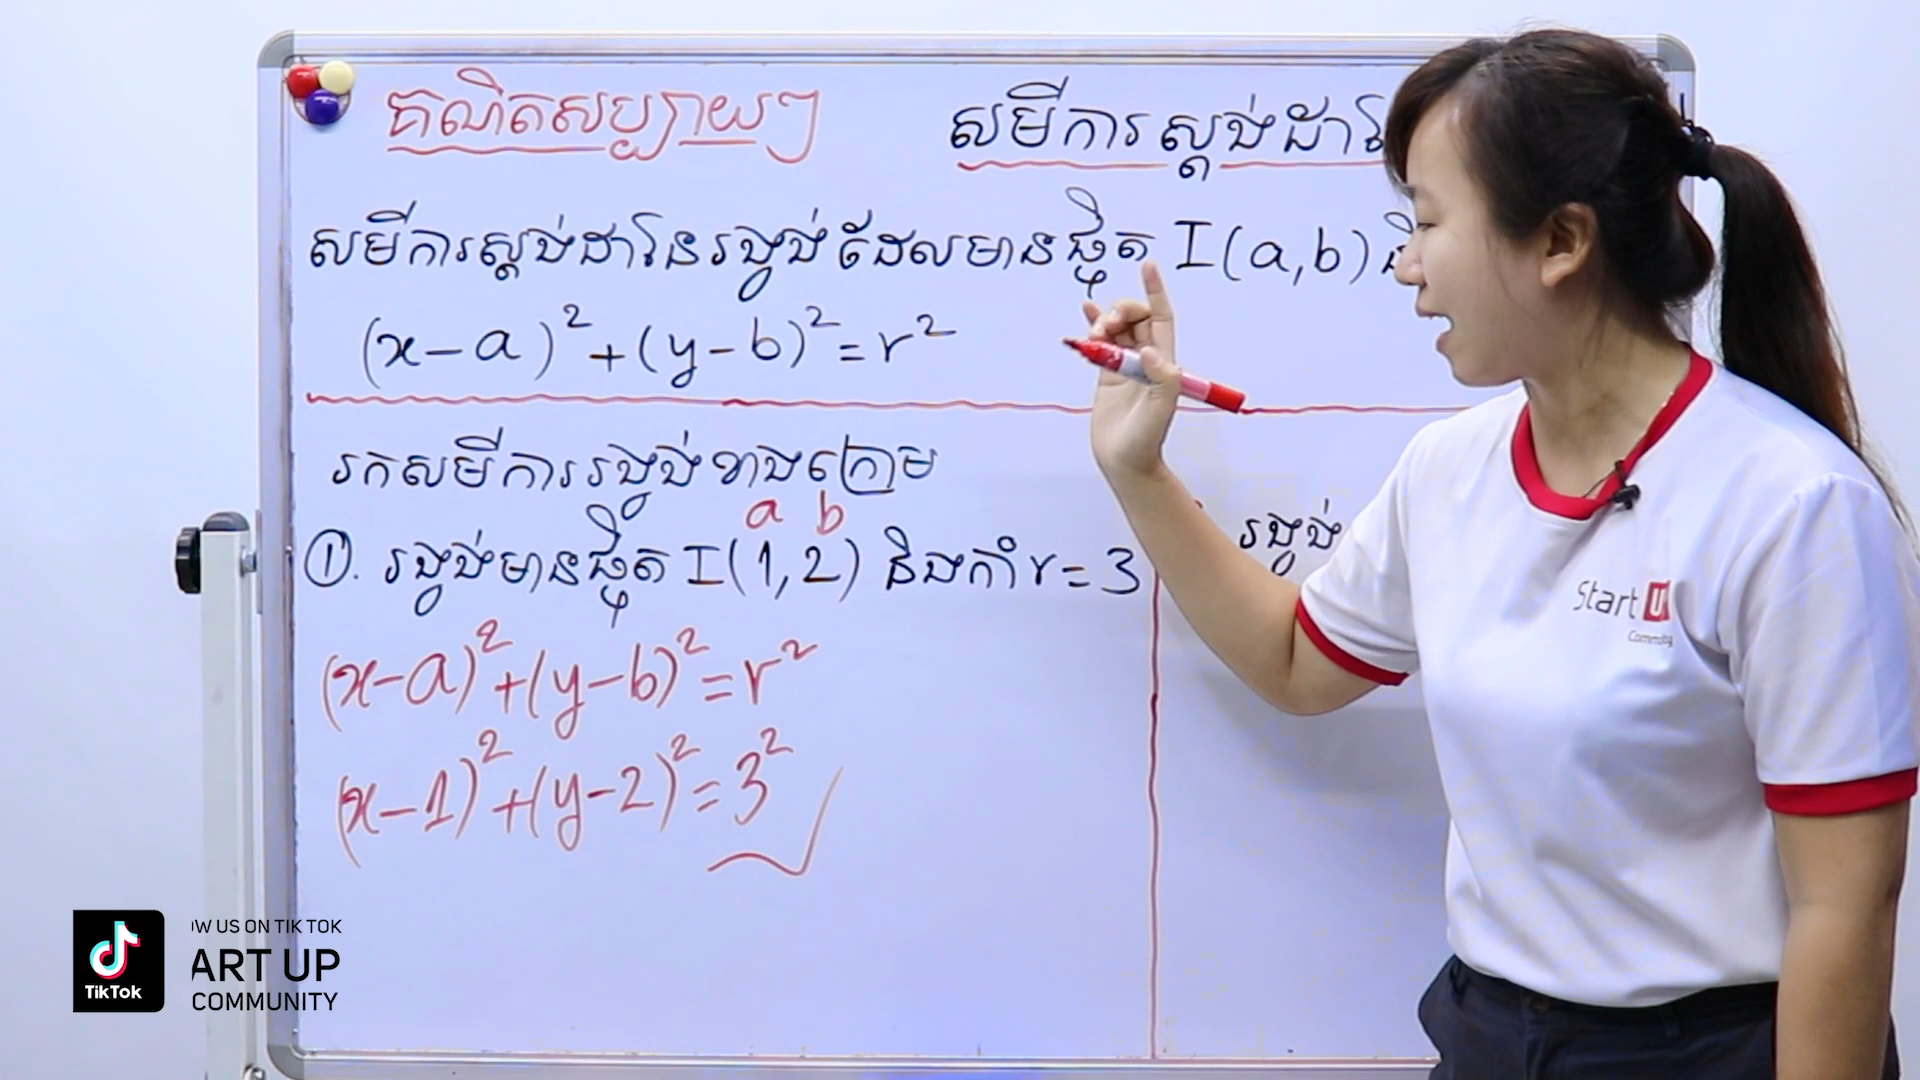 គណិតសប្បាយៗ
សមីការស្តង់ដា
សមីការស្តង់ដានៃរង្វង់ដែលមានផ្ចិត I(a,b)
(x-a)²+(y-b)²=r²
រកសមីការរង្វង់ខាងក្រោម
a b
①. រង្វង់មានផ្ចិត I(1,2) និងកាំ r=3
(x-a)²+(y-b)²=r²
(x-1)²+(y-2)²=3²
រង្វង់
Start U
Community
TikTok
OW US ON TIK TOK
ART UP
COMMUNITY